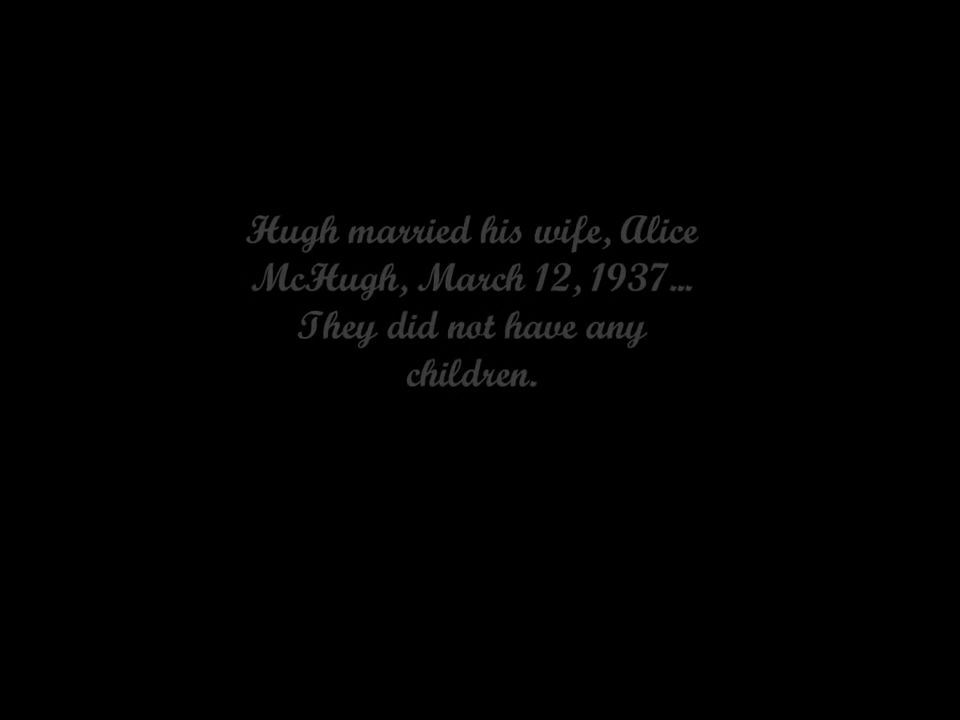 Hugh married his wife, Alice
McHugh, March 12, 1937...
They did not have any
children.